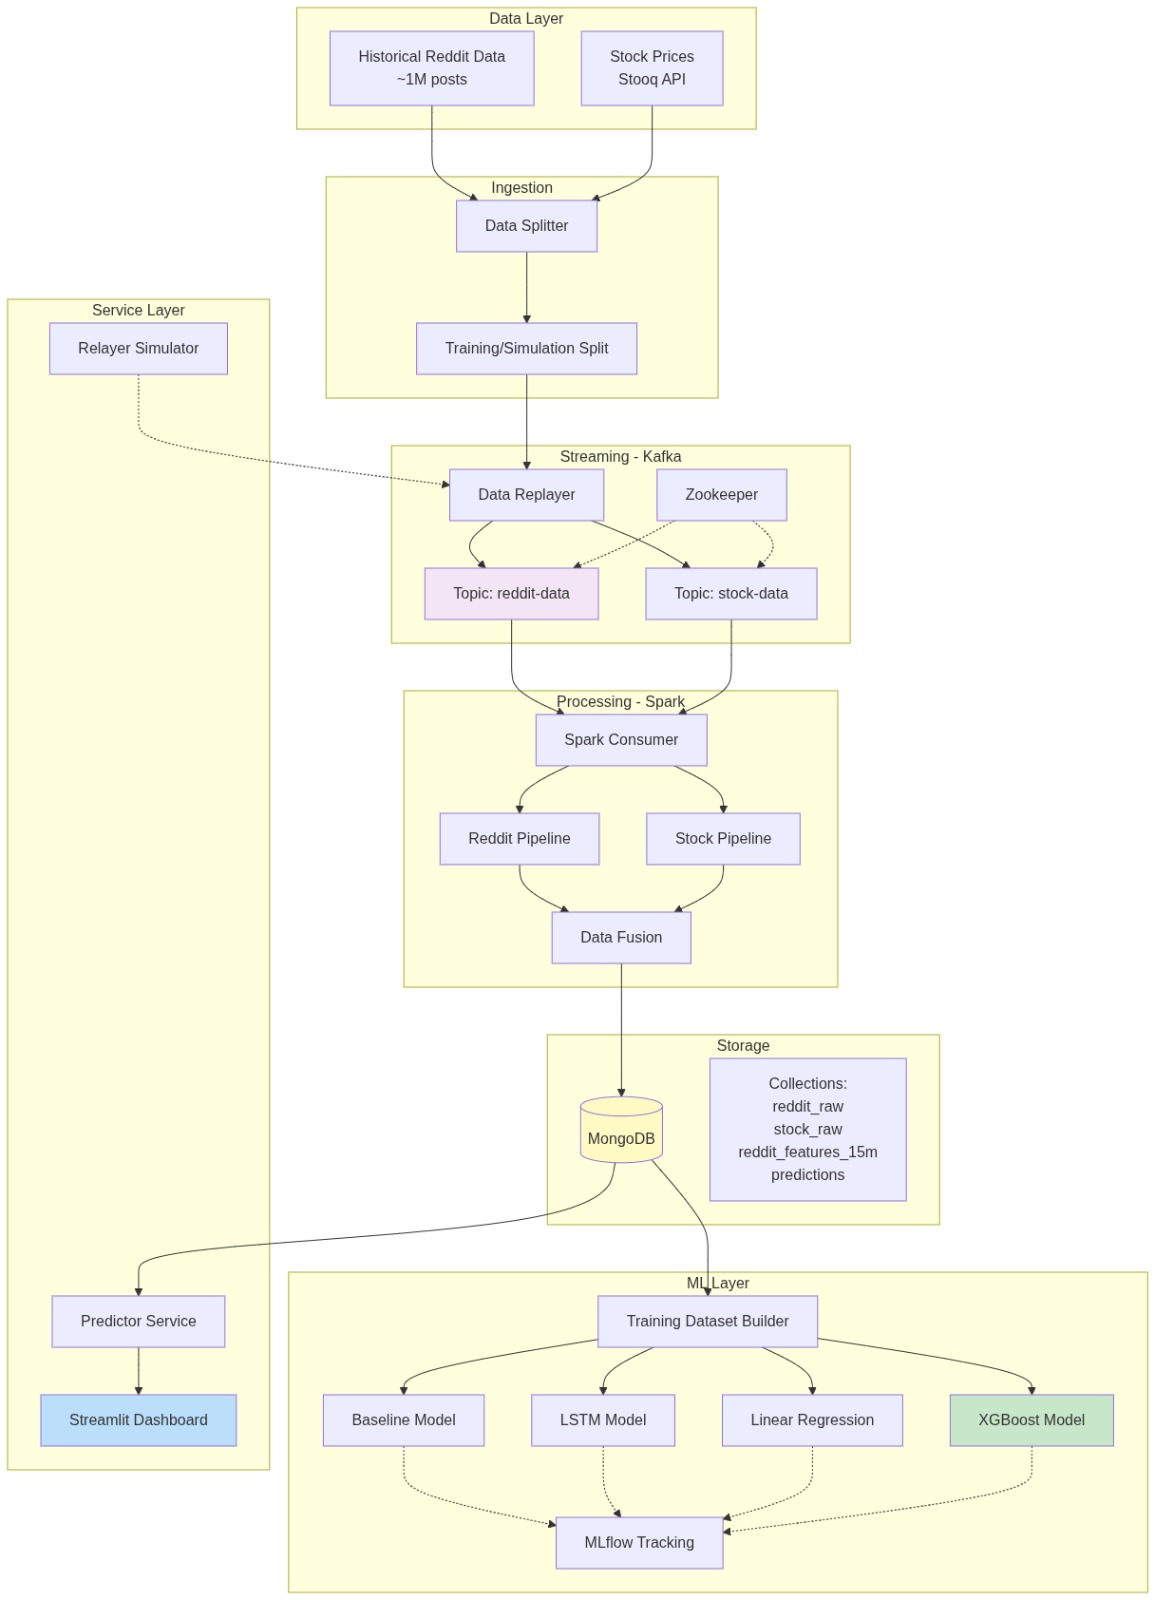 Data Layer
Historical Reddit Data
~1M posts
Stock Prices
Stooq API
Ingestion
Data Splitter
Training/Simulation Split
Service Layer
Relayer Simulator
Streaming - Kafka
Data Replayer
Zookeeper
Topic: reddit-data
Topic: stock-data
Processing - Spark
Spark Consumer
Reddit Pipeline
Stock Pipeline
Data Fusion
Storage
MongoDB
Collections:
reddit_raw
stock_raw
reddit_features_15m
predictions
Predictor Service
Streamlit Dashboard
ML Layer
Training Dataset Builder
Baseline Model
LSTM Model
Linear Regression
XGBoost Model
MLflow Tracking